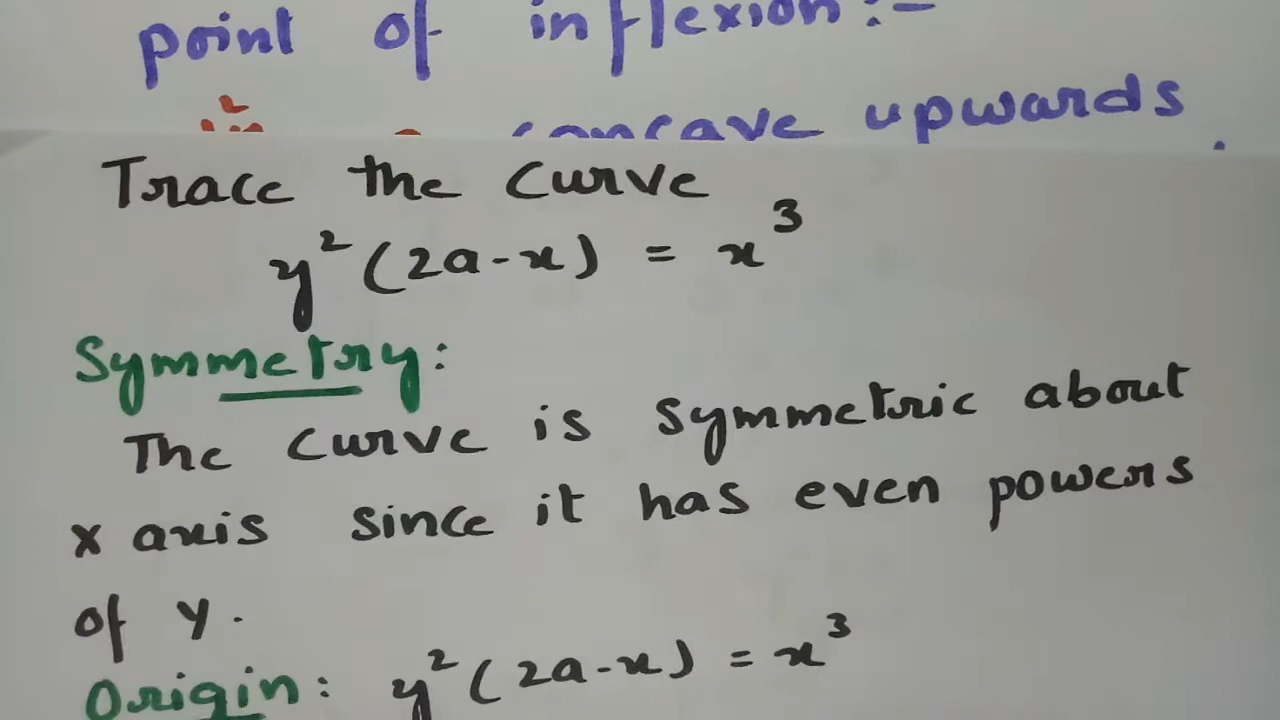 point of inflexion:-
concave upwards
Trace the curve
y²(2a-x) = x³
Symmetry:
The curve is symmetric about
x axis since it has even powers
of y.
Origin: y²(2a-x) = x³